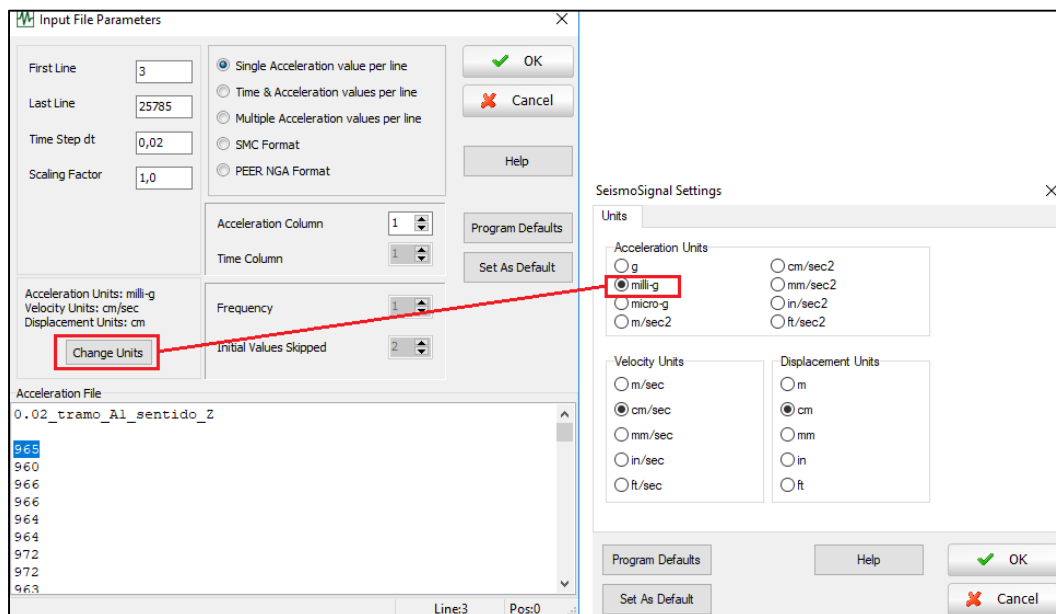 Input File Parameters
First Line 3
Last Line 25785
Time Step dt 0,02
Scaling Factor 1,0
Single Acceleration value per line
Time & Acceleration values per line
Multiple Acceleration values per line
SMC Format
PEER NGA Format
OK
Cancel
Help
Program Defaults
Set As Default
Acceleration Column 1
Time Column 1
Acceleration Units: milli-g
Velocity Units: cm/sec
Displacement Units: cm
Change Units
Frequency 1
Initial Values Skipped 2
Acceleration File
0.02_tramo_A1_sentido_Z
965
960
966
966
964
964
972
972
963
Line:3 Pos:0
SeismoSignal Settings
Units
Acceleration Units
g
milli-g
micro-g
m/sec2
cm/sec2
mm/sec2
in/sec2
ft/sec2
Velocity Units
m/sec
cm/sec
mm/sec
in/sec
ft/sec
Displacement Units
m
cm
mm
in
ft
Program Defaults
Help
OK
Set As Default
Cancel